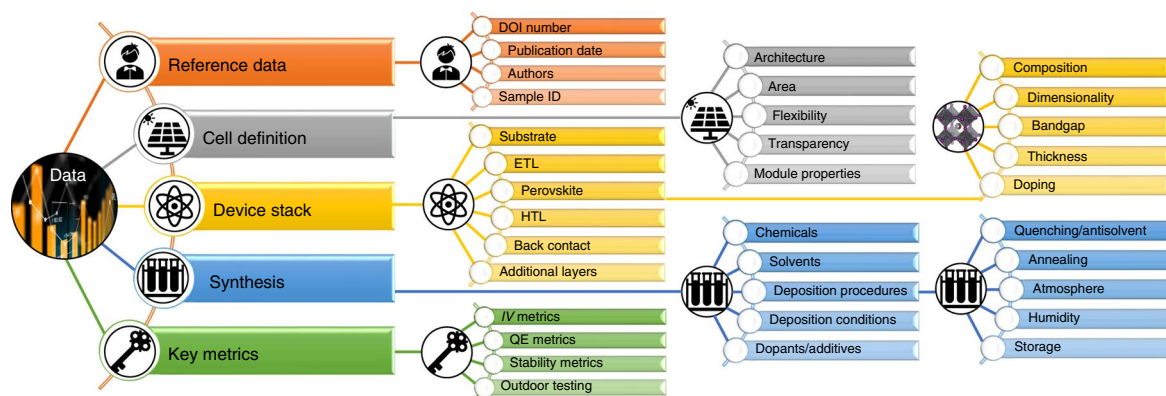 Data
Reference data
DOI number
Publication date
Authors
Sample ID
Cell definition
Architecture
Area
Flexibility
Transparency
Module properties
Device stack
Substrate
ETL
Perovskite
HTL
Back contact
Additional layers
Composition
Dimensionality
Bandgap
Thickness
Doping
Synthesis
Chemicals
Solvents
Deposition procedures
Deposition conditions
Dopants/additives
Quenching/antisolvent
Annealing
Atmosphere
Humidity
Storage
Key metrics
IV metrics
QE metrics
Stability metrics
Outdoor testing